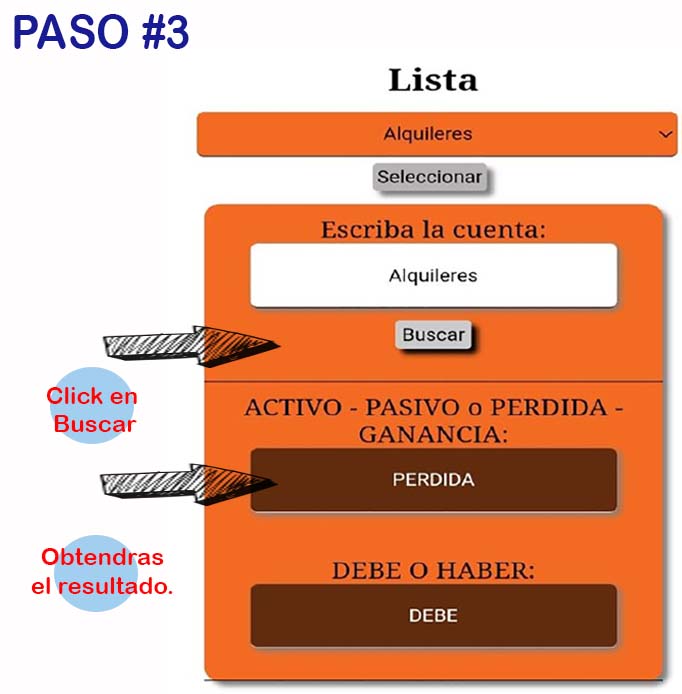 PASO #3
Lista
Alquileres
Seleccionar
Escriba la cuenta:
Alquileres
Buscar
Click en
Buscar
ACTIVO - PASIVO o PERDIDA -
GANANCIA:
PERDIDA
Obtendras
el resultado.
DEBE O HABER:
DEBE